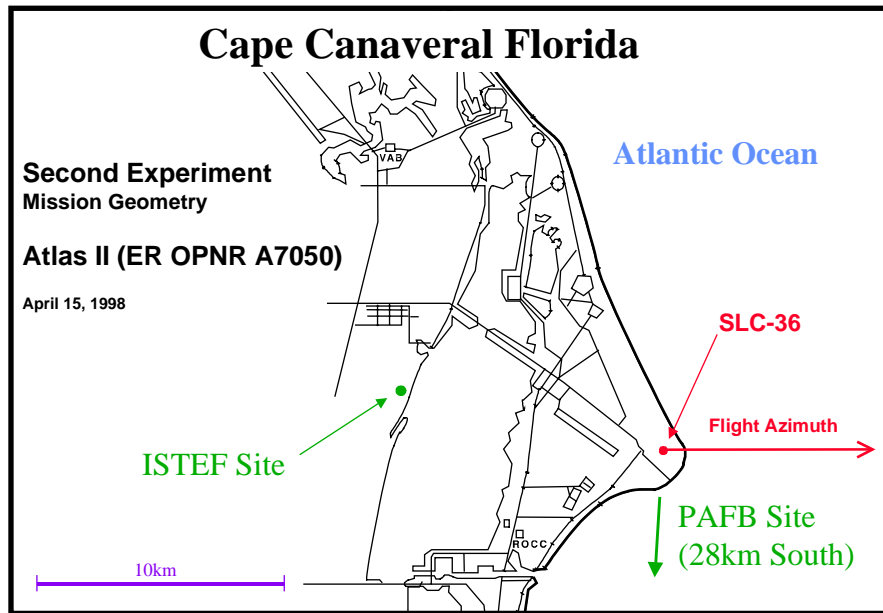 Cape Canaveral Florida
Atlantic Ocean
VAB
Second Experiment
Mission Geometry
Atlas II (ER OPNR A7050)
April 15, 1998
SLC-36
Flight Azimuth
ISTEF Site
PAFB Site
(28km South)
ROCC
10km